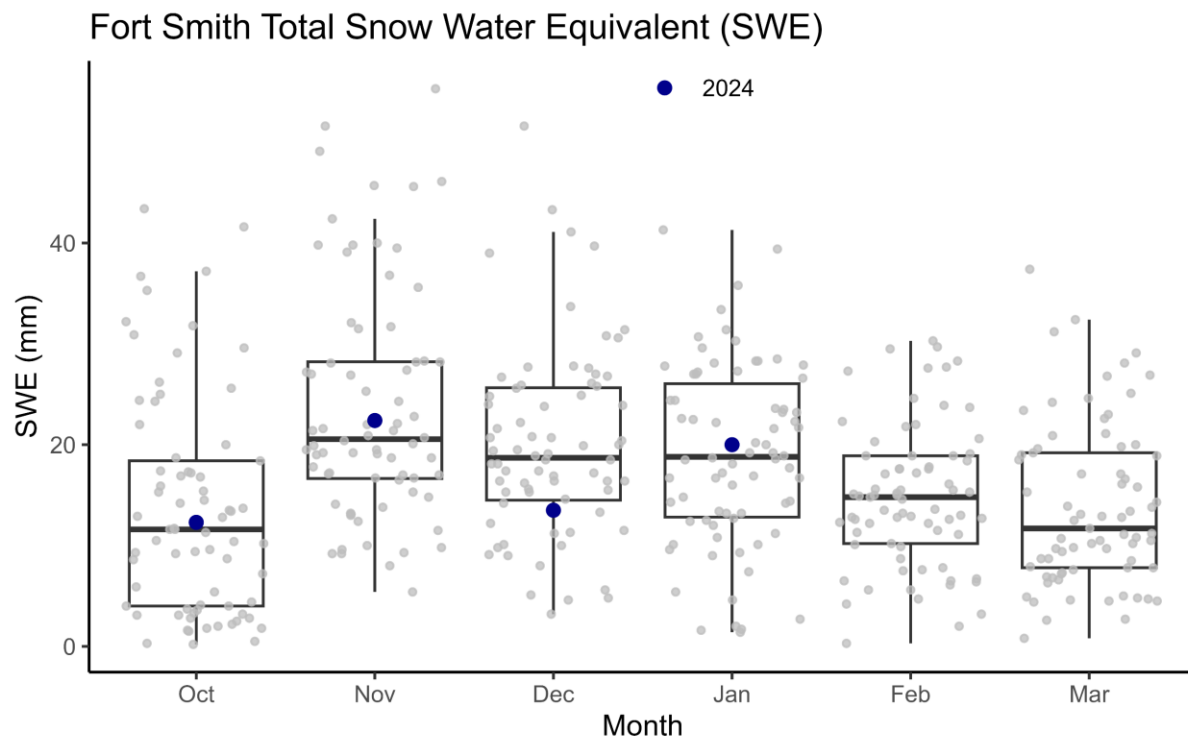 Fort Smith Total Snow Water Equivalent (SWE)
2024
SWE (mm)
40
20
0
Oct Nov Dec Jan Feb Mar
Month